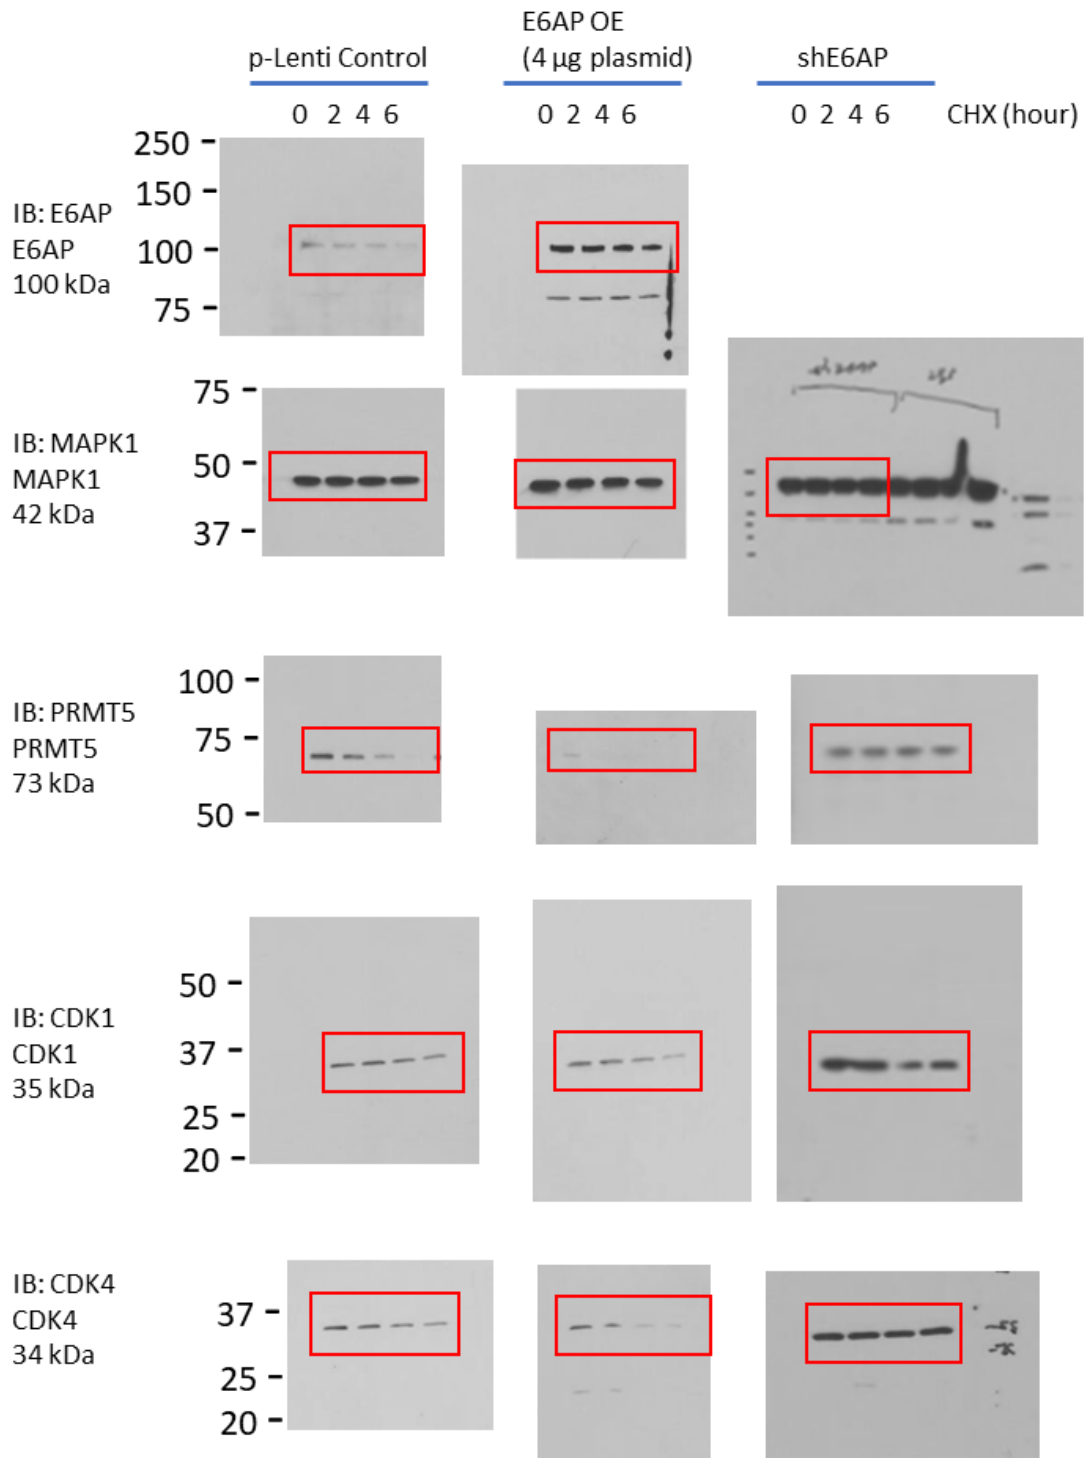 E6AP OE
p-Lenti Control (4 µg plasmid) shE6AP
0 2 4 6 0 2 4 6 0 2 4 6 CHX (hour)
250
150
IB: E6AP
E6AP
100 kDa
100
75
75
IB: MAPK1
MAPK1
42 kDa
50
37
100
IB: PRMT5
PRMT5
73 kDa
75
50
50
IB: CDK1
CDK1
35 kDa
37
25
20
IB: CDK4
CDK4
34 kDa
37
25
20